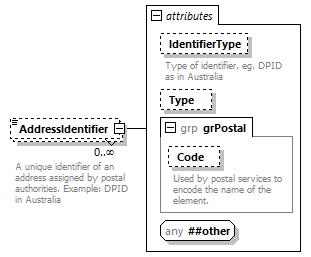 attributes
IdentifierType
Type of identifier. eg. DPID
as in Australia
Type
grp grPostal
Code
Used by postal services to
encode the name of the
element.
any ##other
AddressIdentifier
0..∞
A unique identifier of an
address assigned by postal
authorities. Example: DPID
in Australia